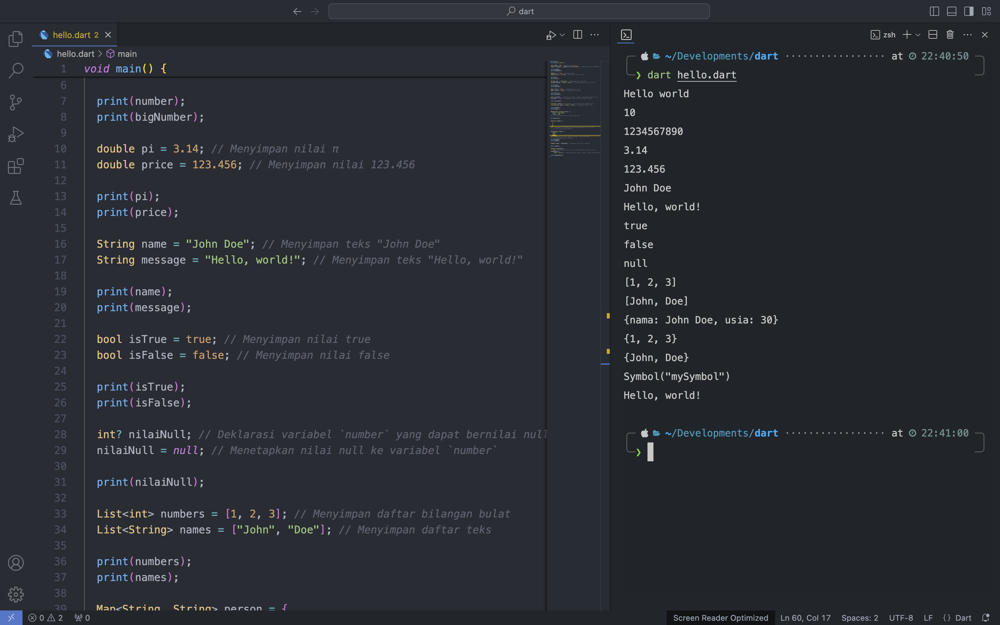 dart
hello.dart 2
hello.dart > main
1 void main() {
6
7 print(number);
8 print(bigNumber);
9
10 double pi = 3.14; // Menyimpan nilai π
11 double price = 123.456; // Menyimpan nilai 123.456
12
13 print(pi);
14 print(price);
15
16 String name = "John Doe"; // Menyimpan teks "John Doe"
17 String message = "Hello, world!"; // Menyimpan teks "Hello, world!"
18
19 print(name);
20 print(message);
21
22 bool isTrue = true; // Menyimpan nilai true
23 bool isFalse = false; // Menyimpan nilai false
24
25 print(isTrue);
26 print(isFalse);
27
28 int? nilaiNull; // Deklarasi variabel `number` yang dapat bernilai null
29 nilaiNull = null; // Menetapkan nilai null ke variabel `number`
30
31 print(nilaiNull);
32
33 List<int> numbers = [1, 2, 3]; // Menyimpan daftar bilangan bulat
34 List<String> names = ["John", "Doe"]; // Menyimpan daftar teks
35
36 print(numbers);
37 print(names);
38
39 Map<String, String> person = {
zsh
~/Developments/dart ················ at 22:40:50
❯ dart hello.dart
Hello world
10
1234567890
3.14
123.456
John Doe
Hello, world!
true
false
null
[1, 2, 3]
[John, Doe]
{nama: John Doe, usia: 30}
{1, 2, 3}
{John, Doe}
Symbol("mySymbol")
Hello, world!
~/Developments/dart ················ at 22:41:00
❯
0 2 0
Screen Reader Optimized Ln 60, Col 17 Spaces: 2 UTF-8 LF {} Dart